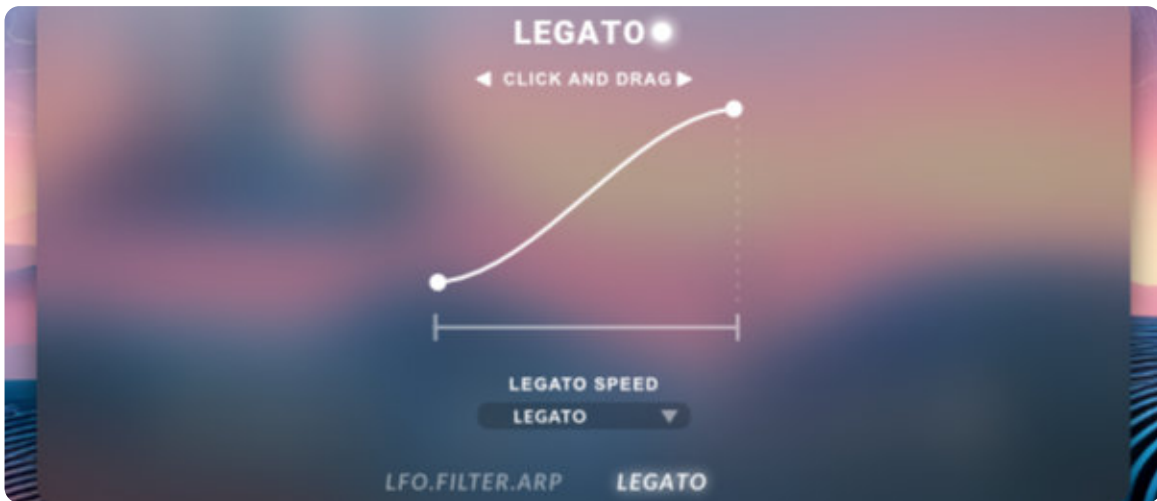 LEGATO
CLICK AND DRAG
LEGATO SPEED
LEGATO
LFO.FILTER.ARP LEGATO